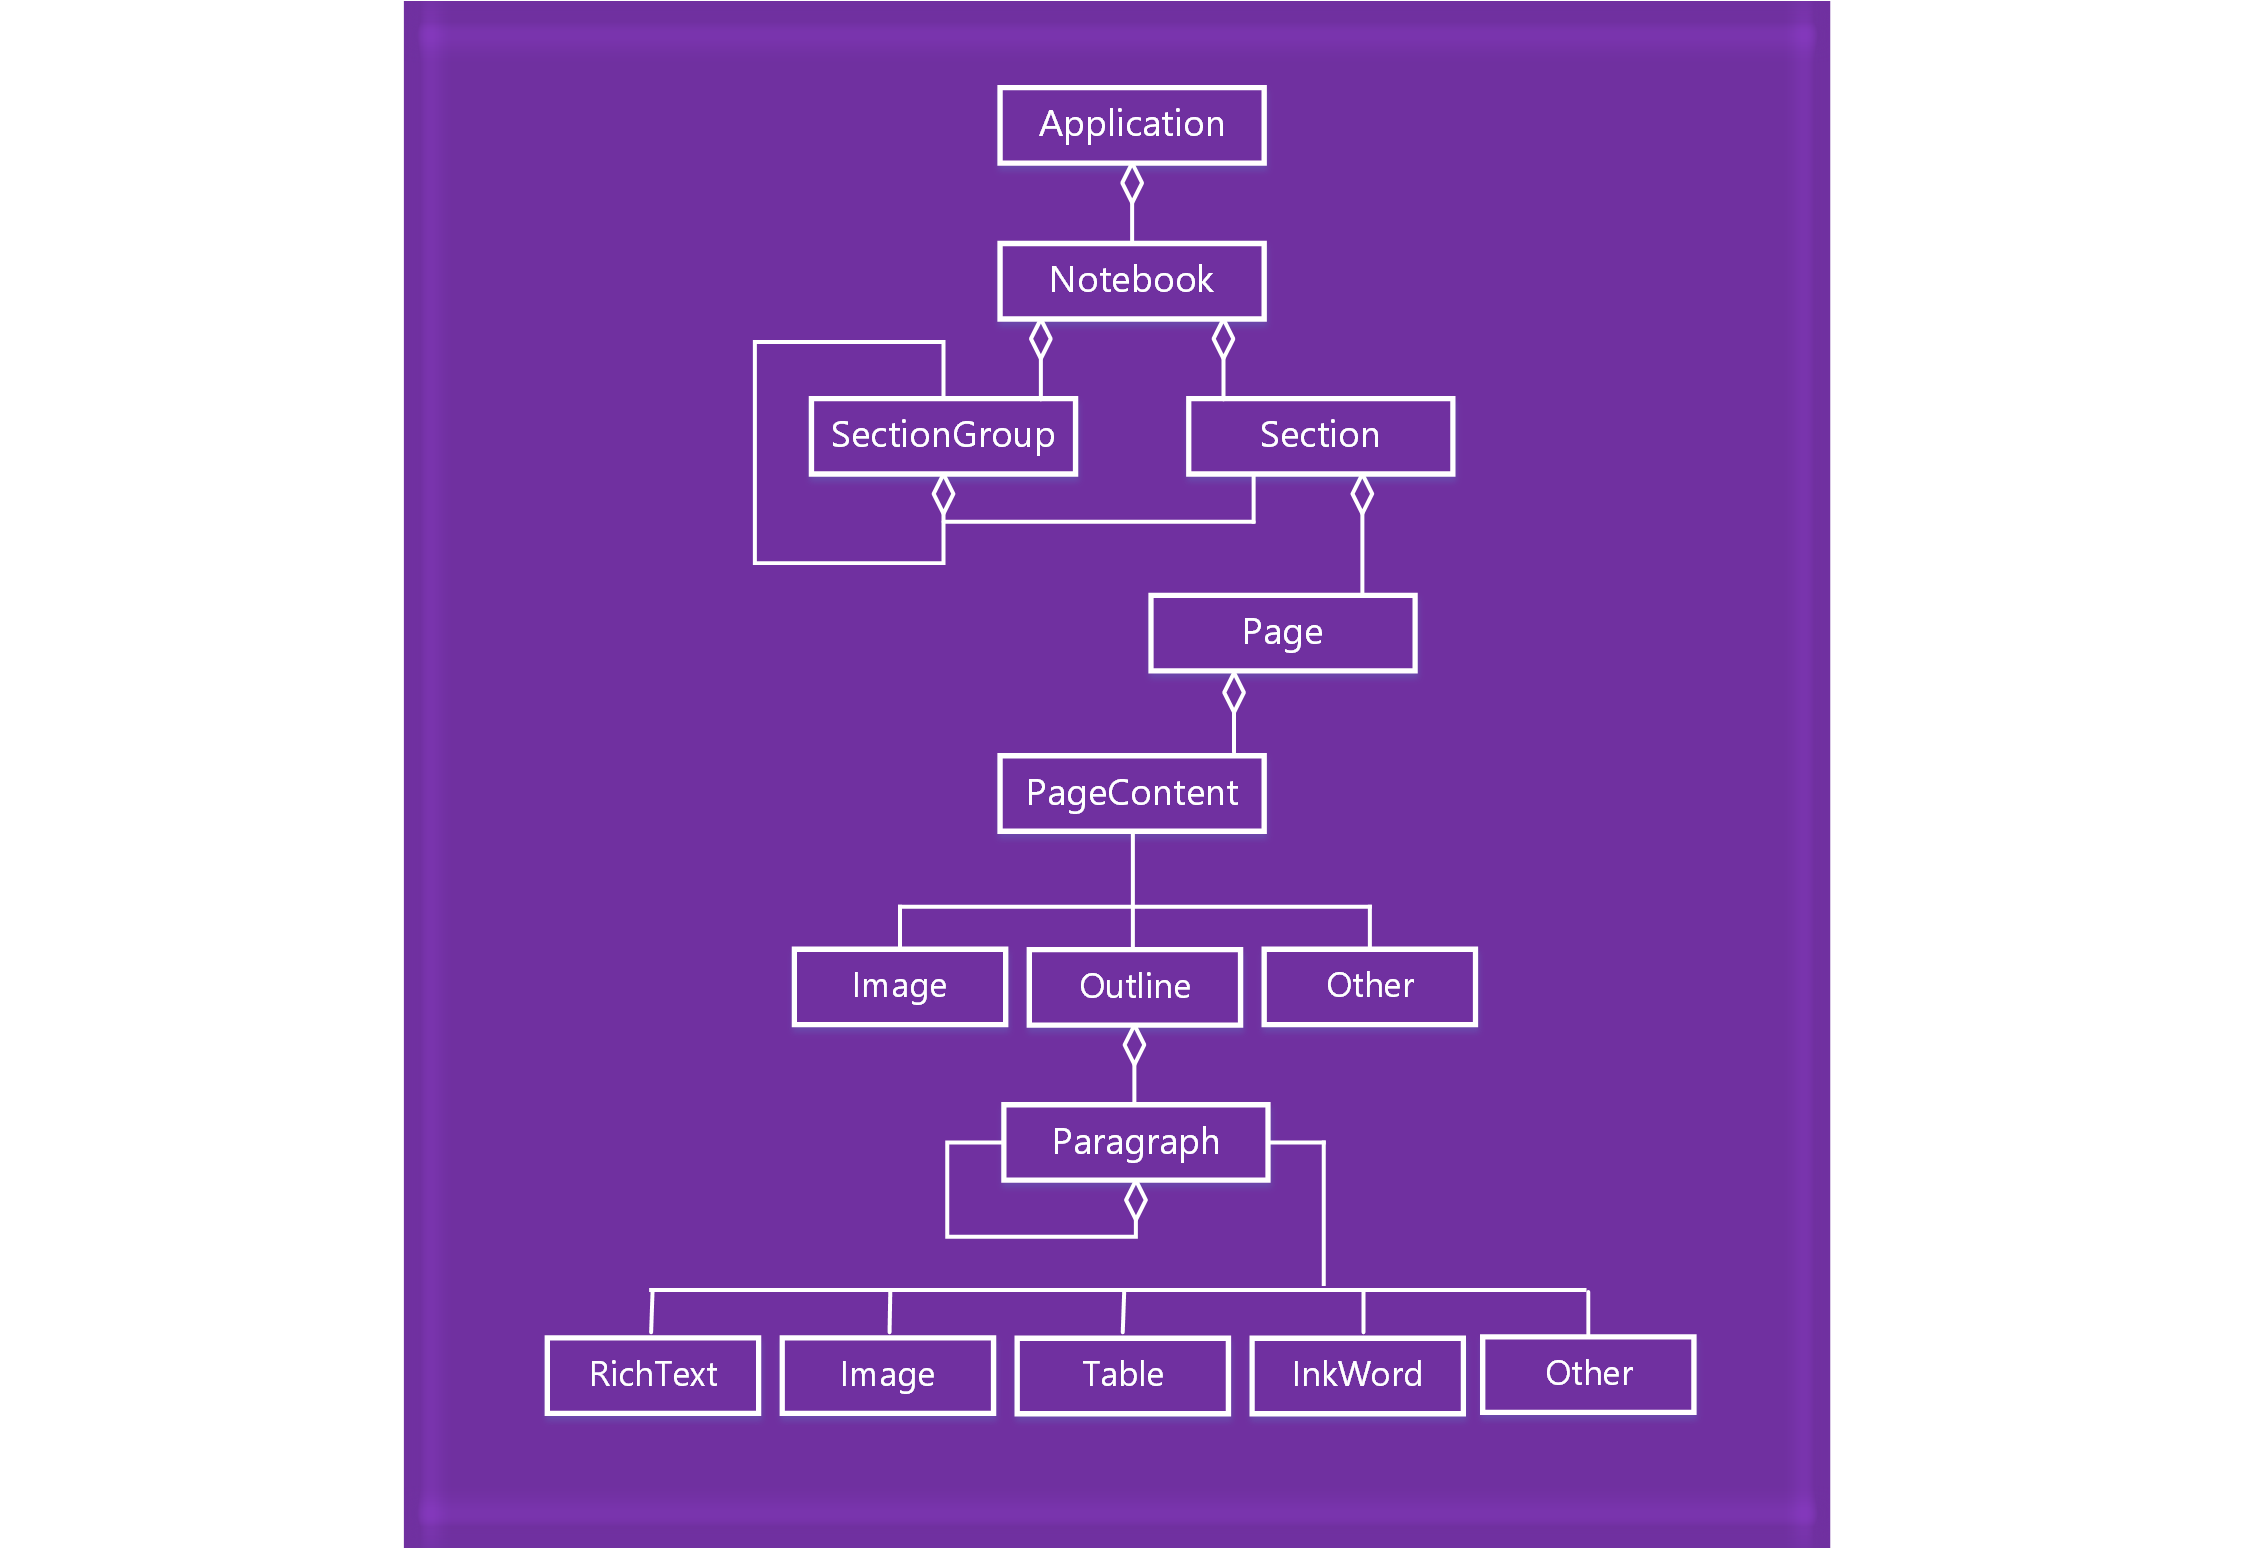 Application
Notebook
SectionGroup
Section
Page
PageContent
Image
Outline
Other
Paragraph
RichText
Image
Table
InkWord
Other